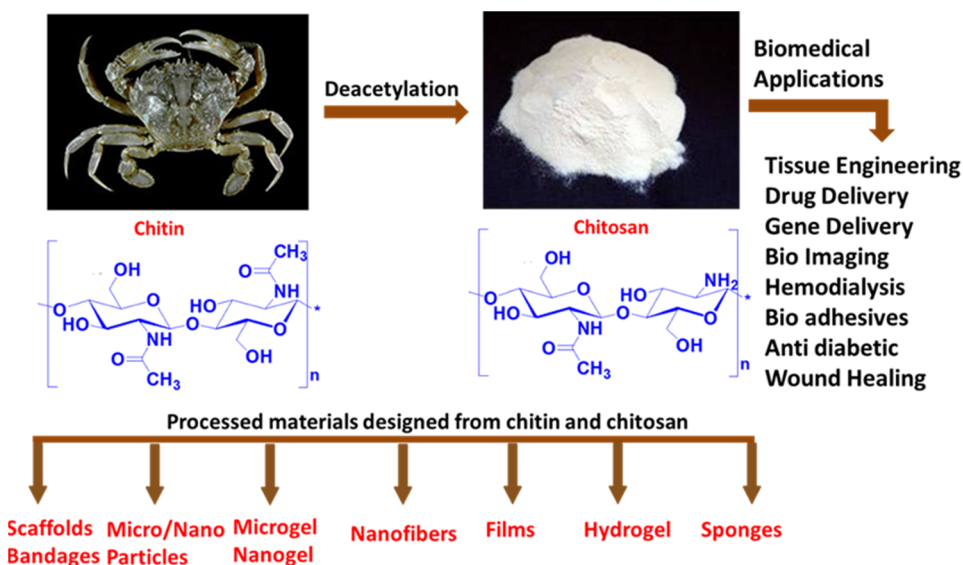 Deacetylation
Biomedical
Applications
Tissue Engineering
Drug Delivery
Gene Delivery
Bio Imaging
Hemodialysis
Bio adhesives
Anti diabetic
Wound Healing
Chitin
Chitosan
CH3
O
NH
OH
O
HO
O
HO
NH
O
O
OH
O
CH3
*
n
OH
O
O
HO
NH
O
CH3
O
HO
NH2
O
OH
*
n
Processed materials designed from chitin and chitosan
Scaffolds
Bandages
Micro/Nano
Particles
Microgel
Nanogel
Nanofibers
Films
Hydrogel
Sponges